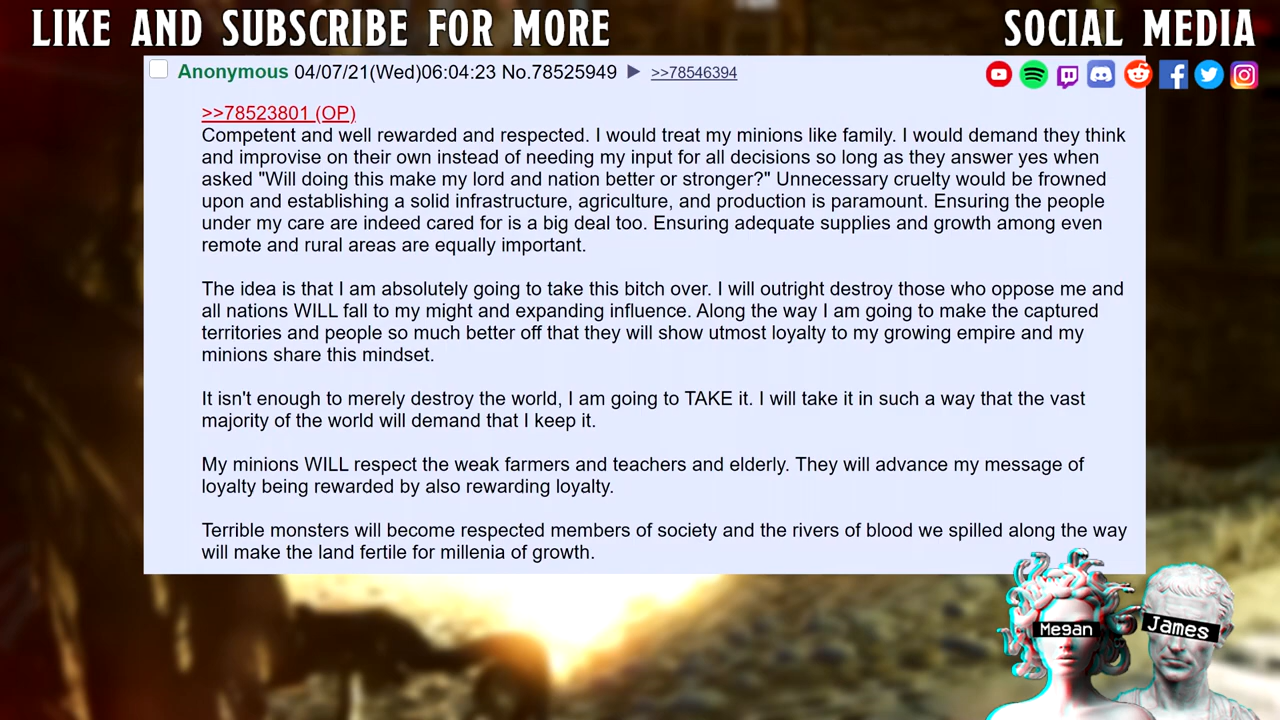 LIKE AND SUBSCRIBE FOR MORE
SOCIAL MEDIA
Anonymous 04/07/21(Wed)06:04:23 No.78525949 ▶ >>78546394
>>78523801 (OP)
Competent and well rewarded and respected. I would treat my minions like family. I would demand they think
and improvise on their own instead of needing my input for all decisions so long as they answer yes when
asked "Will doing this make my lord and nation better or stronger?" Unnecessary cruelty would be frowned
upon and establishing a solid infrastructure, agriculture, and production is paramount. Ensuring the people
under my care are indeed cared for is a big deal too. Ensuring adequate supplies and growth among even
remote and rural areas are equally important.
The idea is that I am absolutely going to take this bitch over. I will outright destroy those who oppose me and
all nations WILL fall to my might and expanding influence. Along the way I am going to make the captured
territories and people so much better off that they will show utmost loyalty to my growing empire and my
minions share this mindset.
It isn't enough to merely destroy the world, I am going to TAKE it. I will take it in such a way that the vast
majority of the world will demand that I keep it.
My minions WILL respect the weak farmers and teachers and elderly. They will advance my message of
loyalty being rewarded by also rewarding loyalty.
Terrible monsters will become respected members of society and the rivers of blood we spilled along the way
will make the land fertile for millenia of growth.
Megan
James